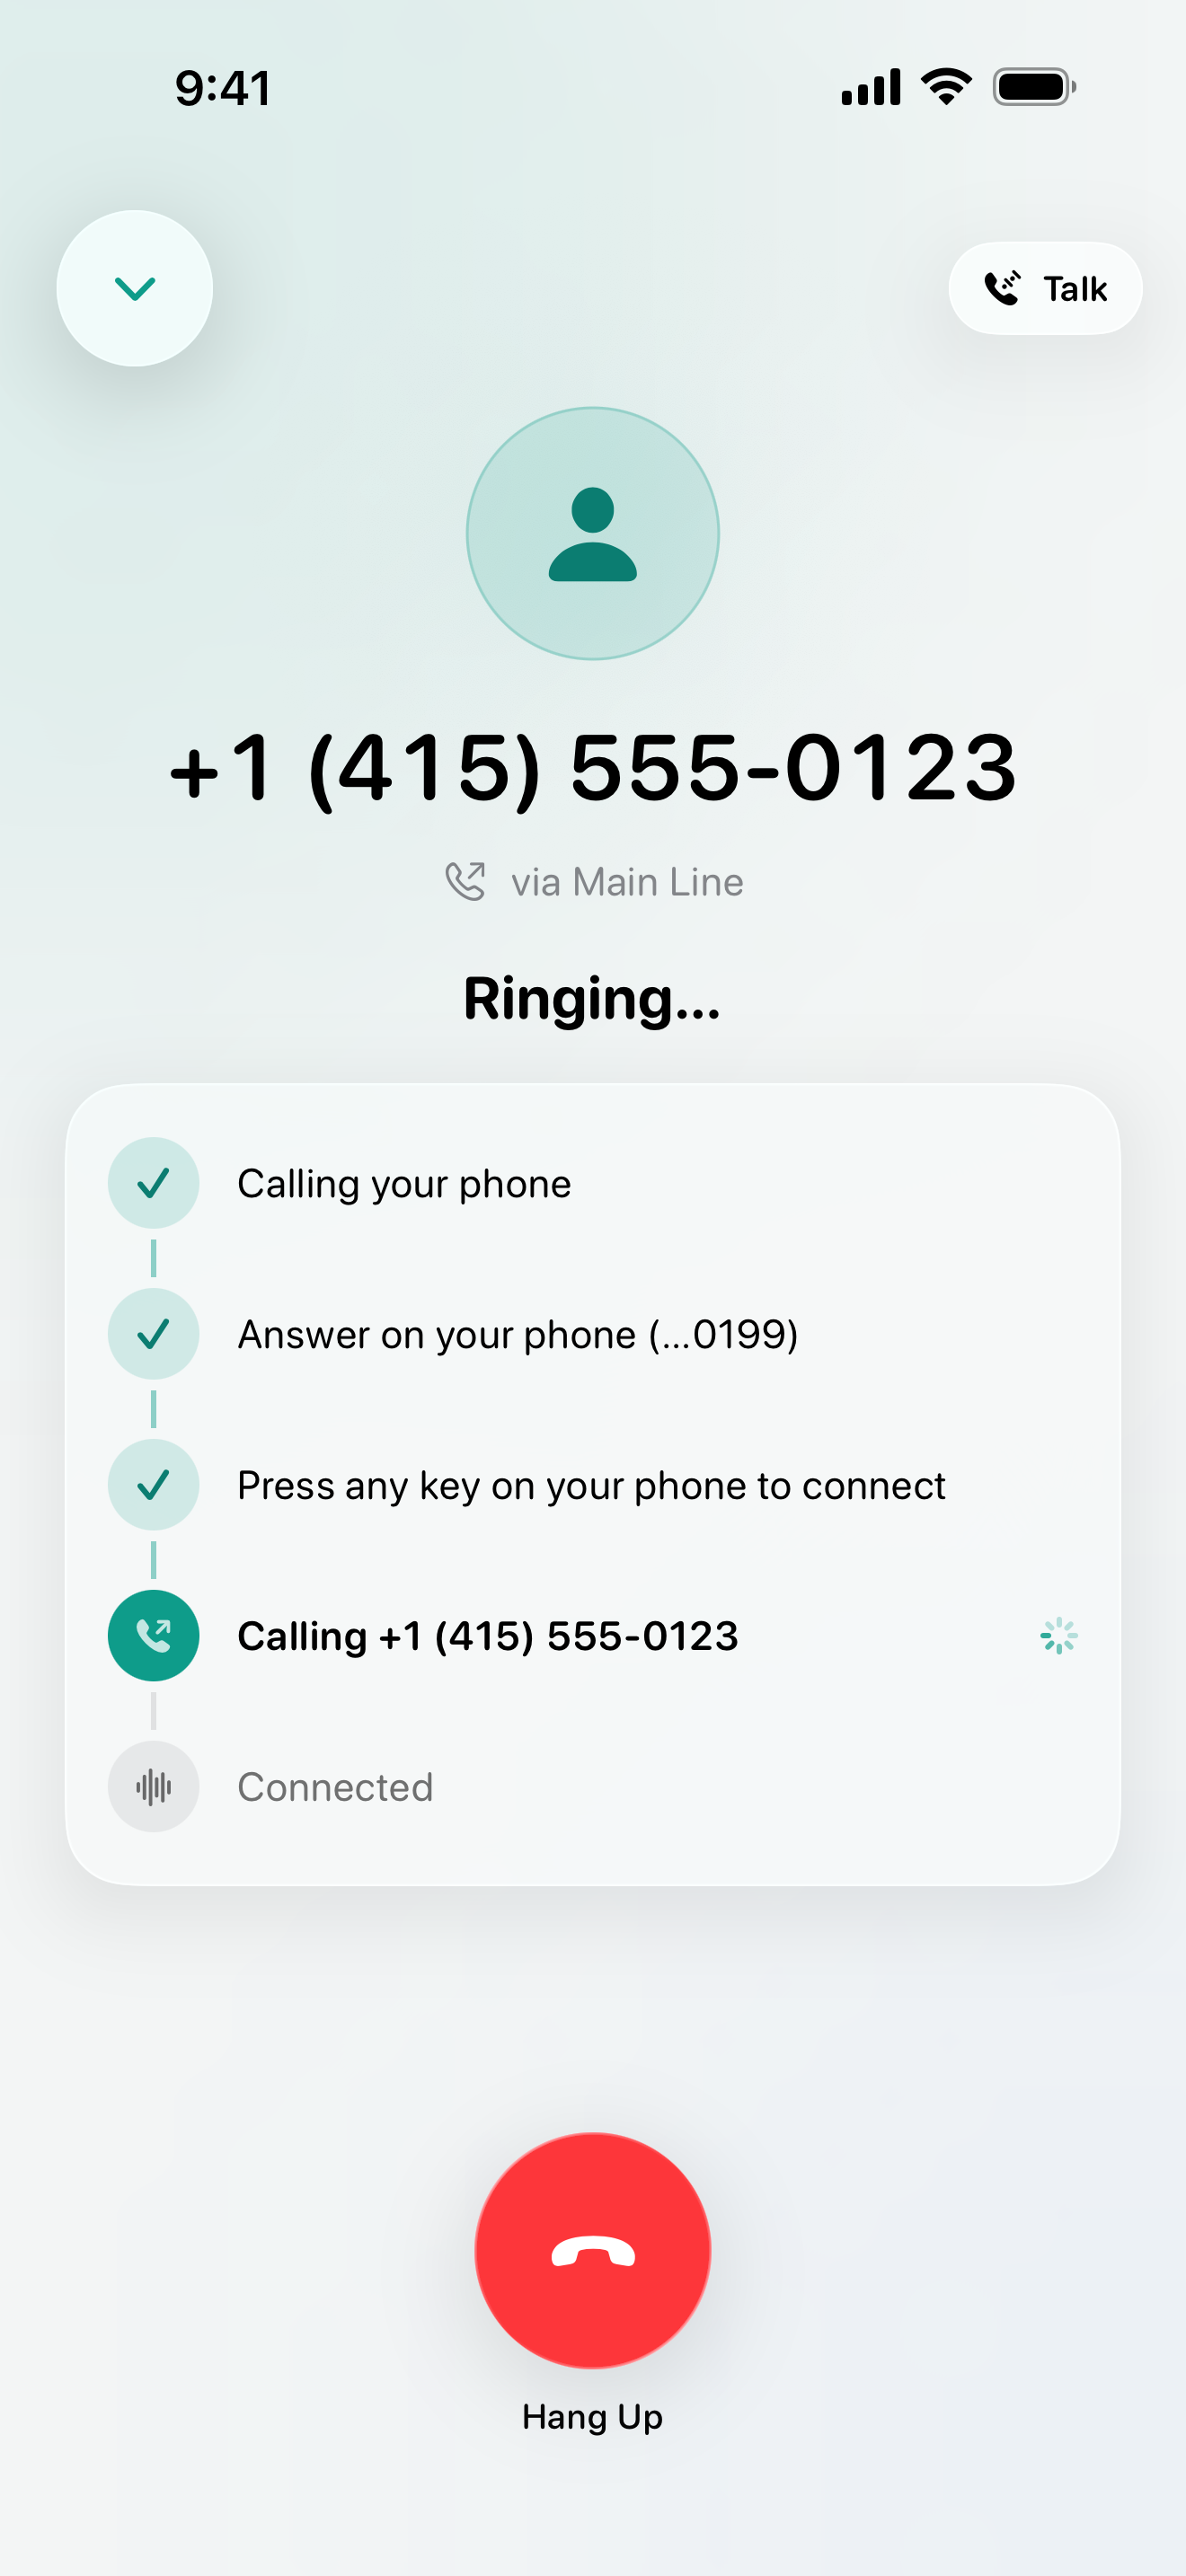 9:41
Talk
+1 (415) 555-0123
via Main Line
Ringing...
Calling your phone
Answer on your phone (...0199)
Press any key on your phone to connect
Calling +1 (415) 555-0123
Connected
Hang Up